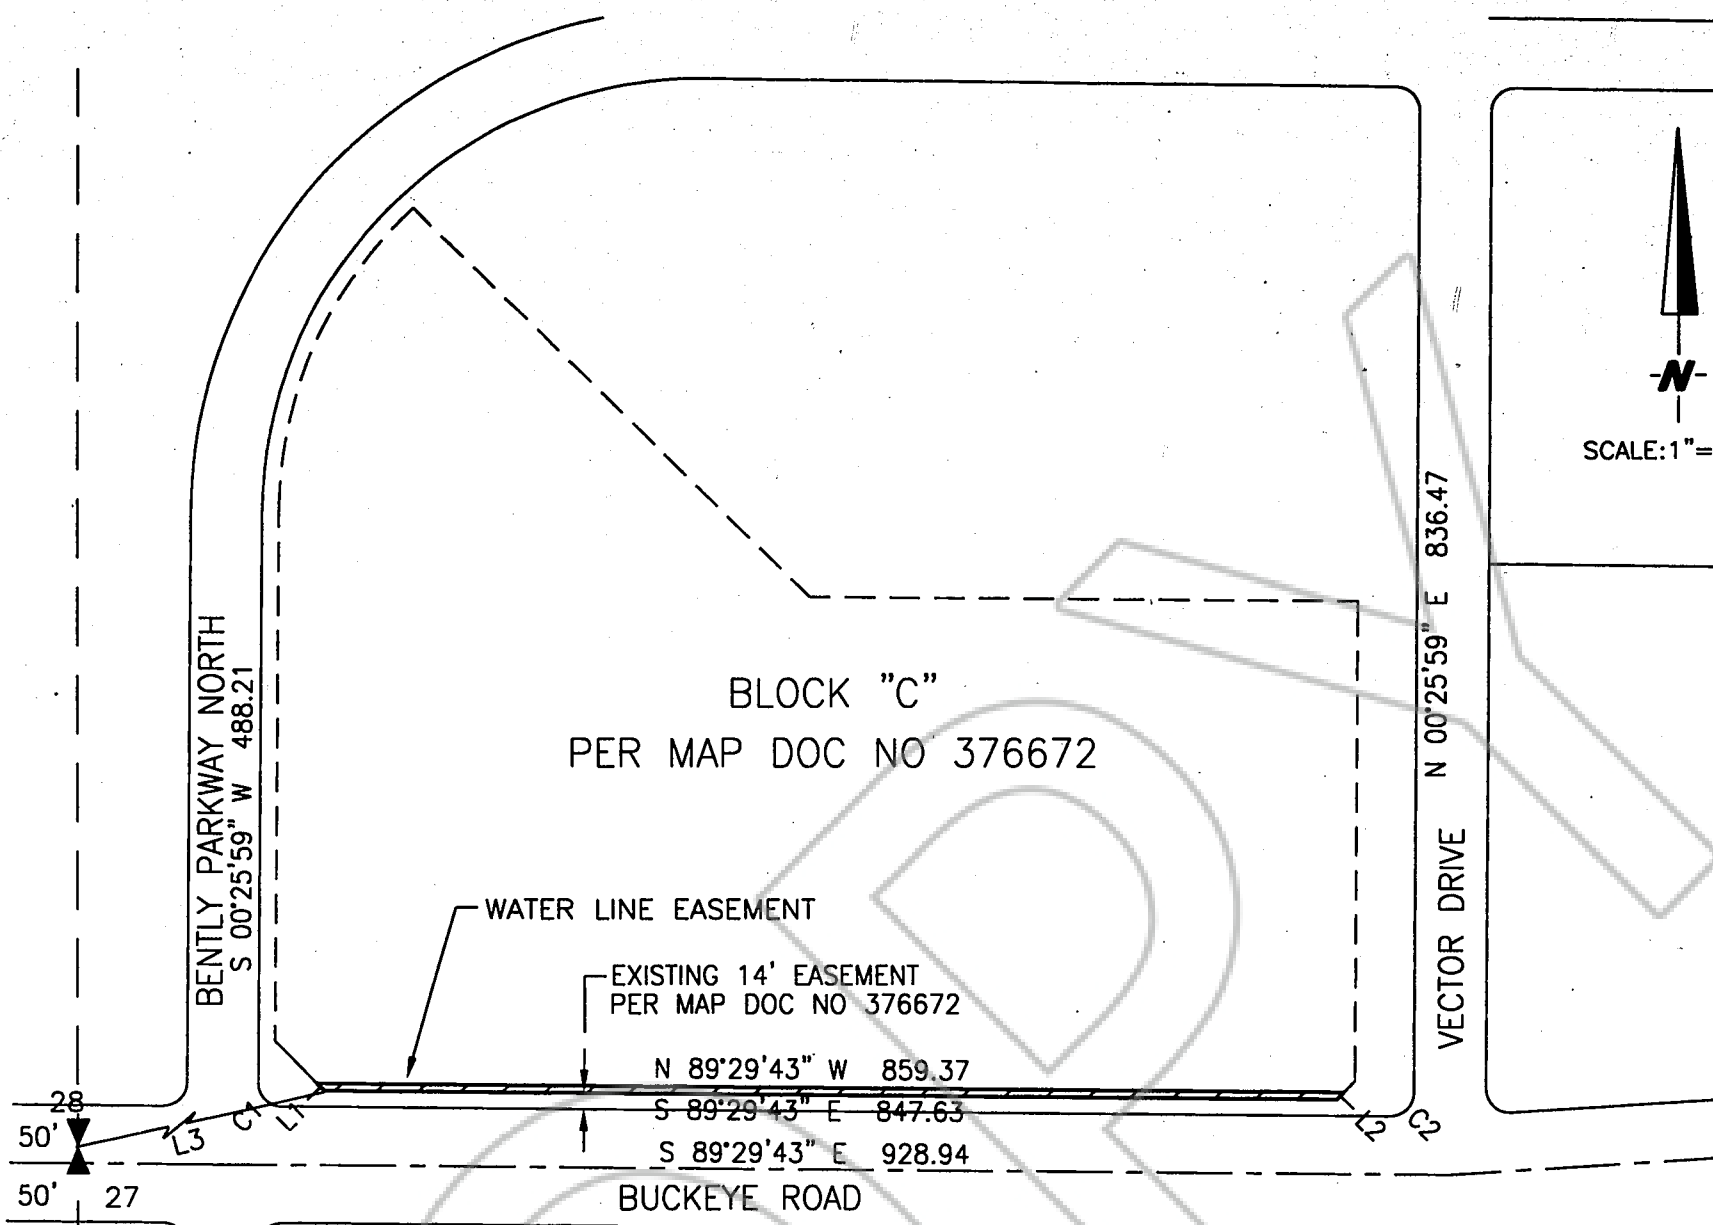 N
SCALE:1"=
BENTLY PARKWAY NORTH
S 00°25'59" W 488.21
BLOCK "C"
PER MAP DOC NO 376672
N 00°25'59" E 836.47
VECTOR DRIVE
WATER LINE EASEMENT
EXISTING 14' EASEMENT
PER MAP DOC NO 376672
N 89°29'43" W 859.37
S 89°29'43" E 847.63
S 89°29'43" E 928.94
BUCKEYE ROAD
28
50'
L3
C1
L1
L2
C2
50'
27